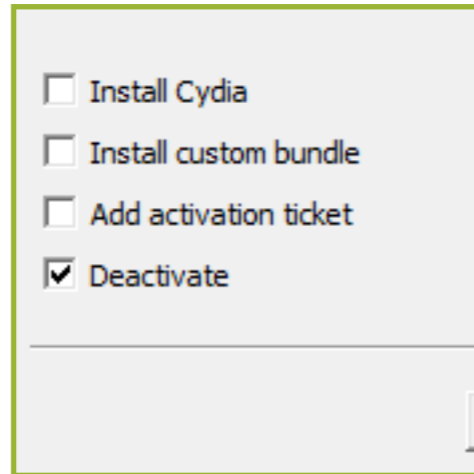 Install Cydia
Install custom bundle
Add activation ticket
Deactivate